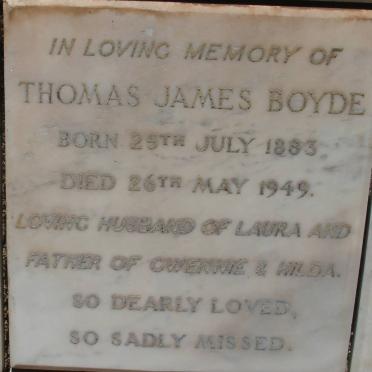 IN LOVING MEMORY OF
THOMAS JAMES BOYDE
BORN 25TH JULY 1883.
DIED 26TH MAY 1949.
LOVING HUSBAND OF LAURA AND
FATHER OF GWENNIE & HILDA.
SO DEARLY LOVED,
SO SADLY MISSED.